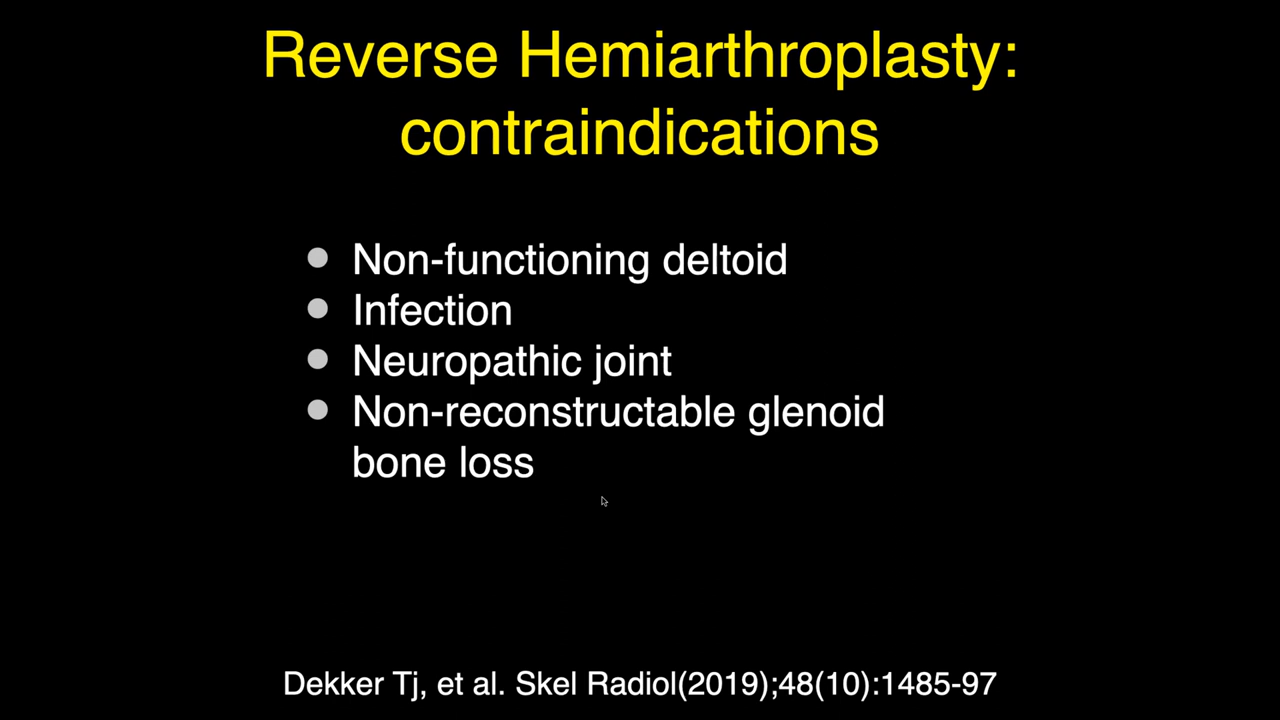 Reverse Hemiarthroplasty:
contraindications
• Non-functioning deltoid
• Infection
• Neuropathic joint
• Non-reconstructable glenoid
bone loss
Dekker Tj, et al. Skel Radiol(2019);48(10):1485-97